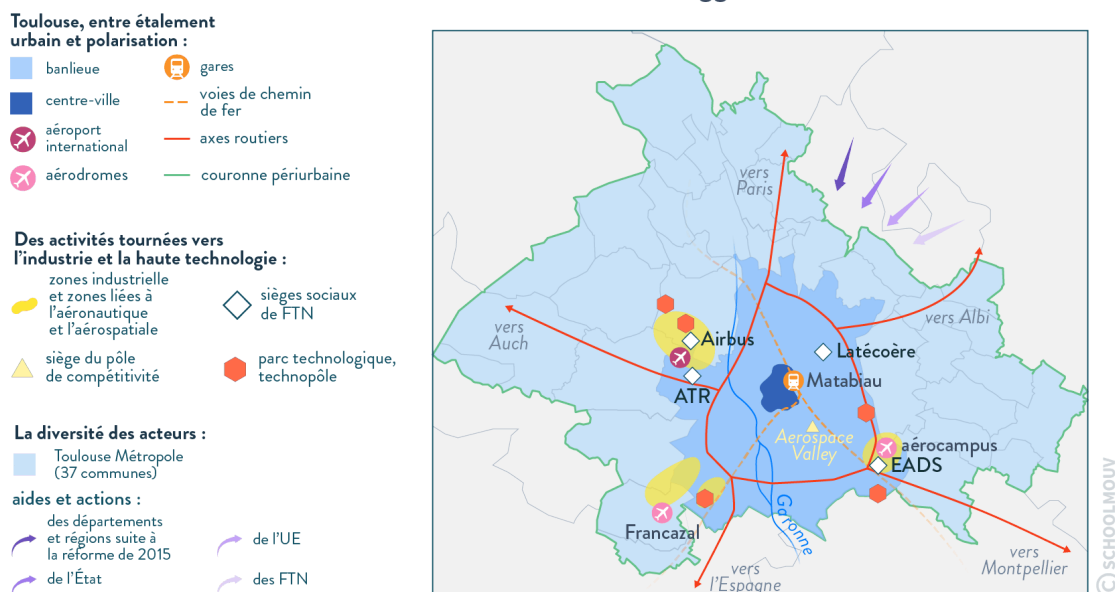 Toulouse, entre étalement
urbain et polarisation :
banlieue
gares
centre-ville
voies de chemin
de fer
aéroport
international
axes routiers
aérodromes
couronne périurbaine
Des activités tournées vers
l'industrie et la haute technologie :
zones industrielle
et zones liées à
l'aéronautique
et l'aérospatiale
sièges sociaux
de FTN
siège du pôle
de compétitivité
parc technologique,
technopôle
La diversité des acteurs :
Toulouse Métropole
(37 communes)
aides et actions :
des départements
et régions suite à
la réforme de 2015
de l'UE
de l'État
des FTN
vers
Paris
vers Albi
vers
Auch
Airbus
Latécoère
ATR
Matabiau
Aerospace
Valley
aérocampus
EADS
Garonne
Francazal
vers
Montpellier
vers
l'Espagne
© SCHOOLMOUV